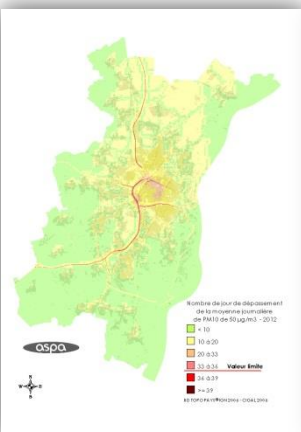 Nombre de jour de dépassement
de la moyenne journalière
de PM10 de 50 µg/m3 - 2012
< 10
10 à 20
20 à 33
33 à 34 Valeur limite
34 à 39
>= 39
aspa